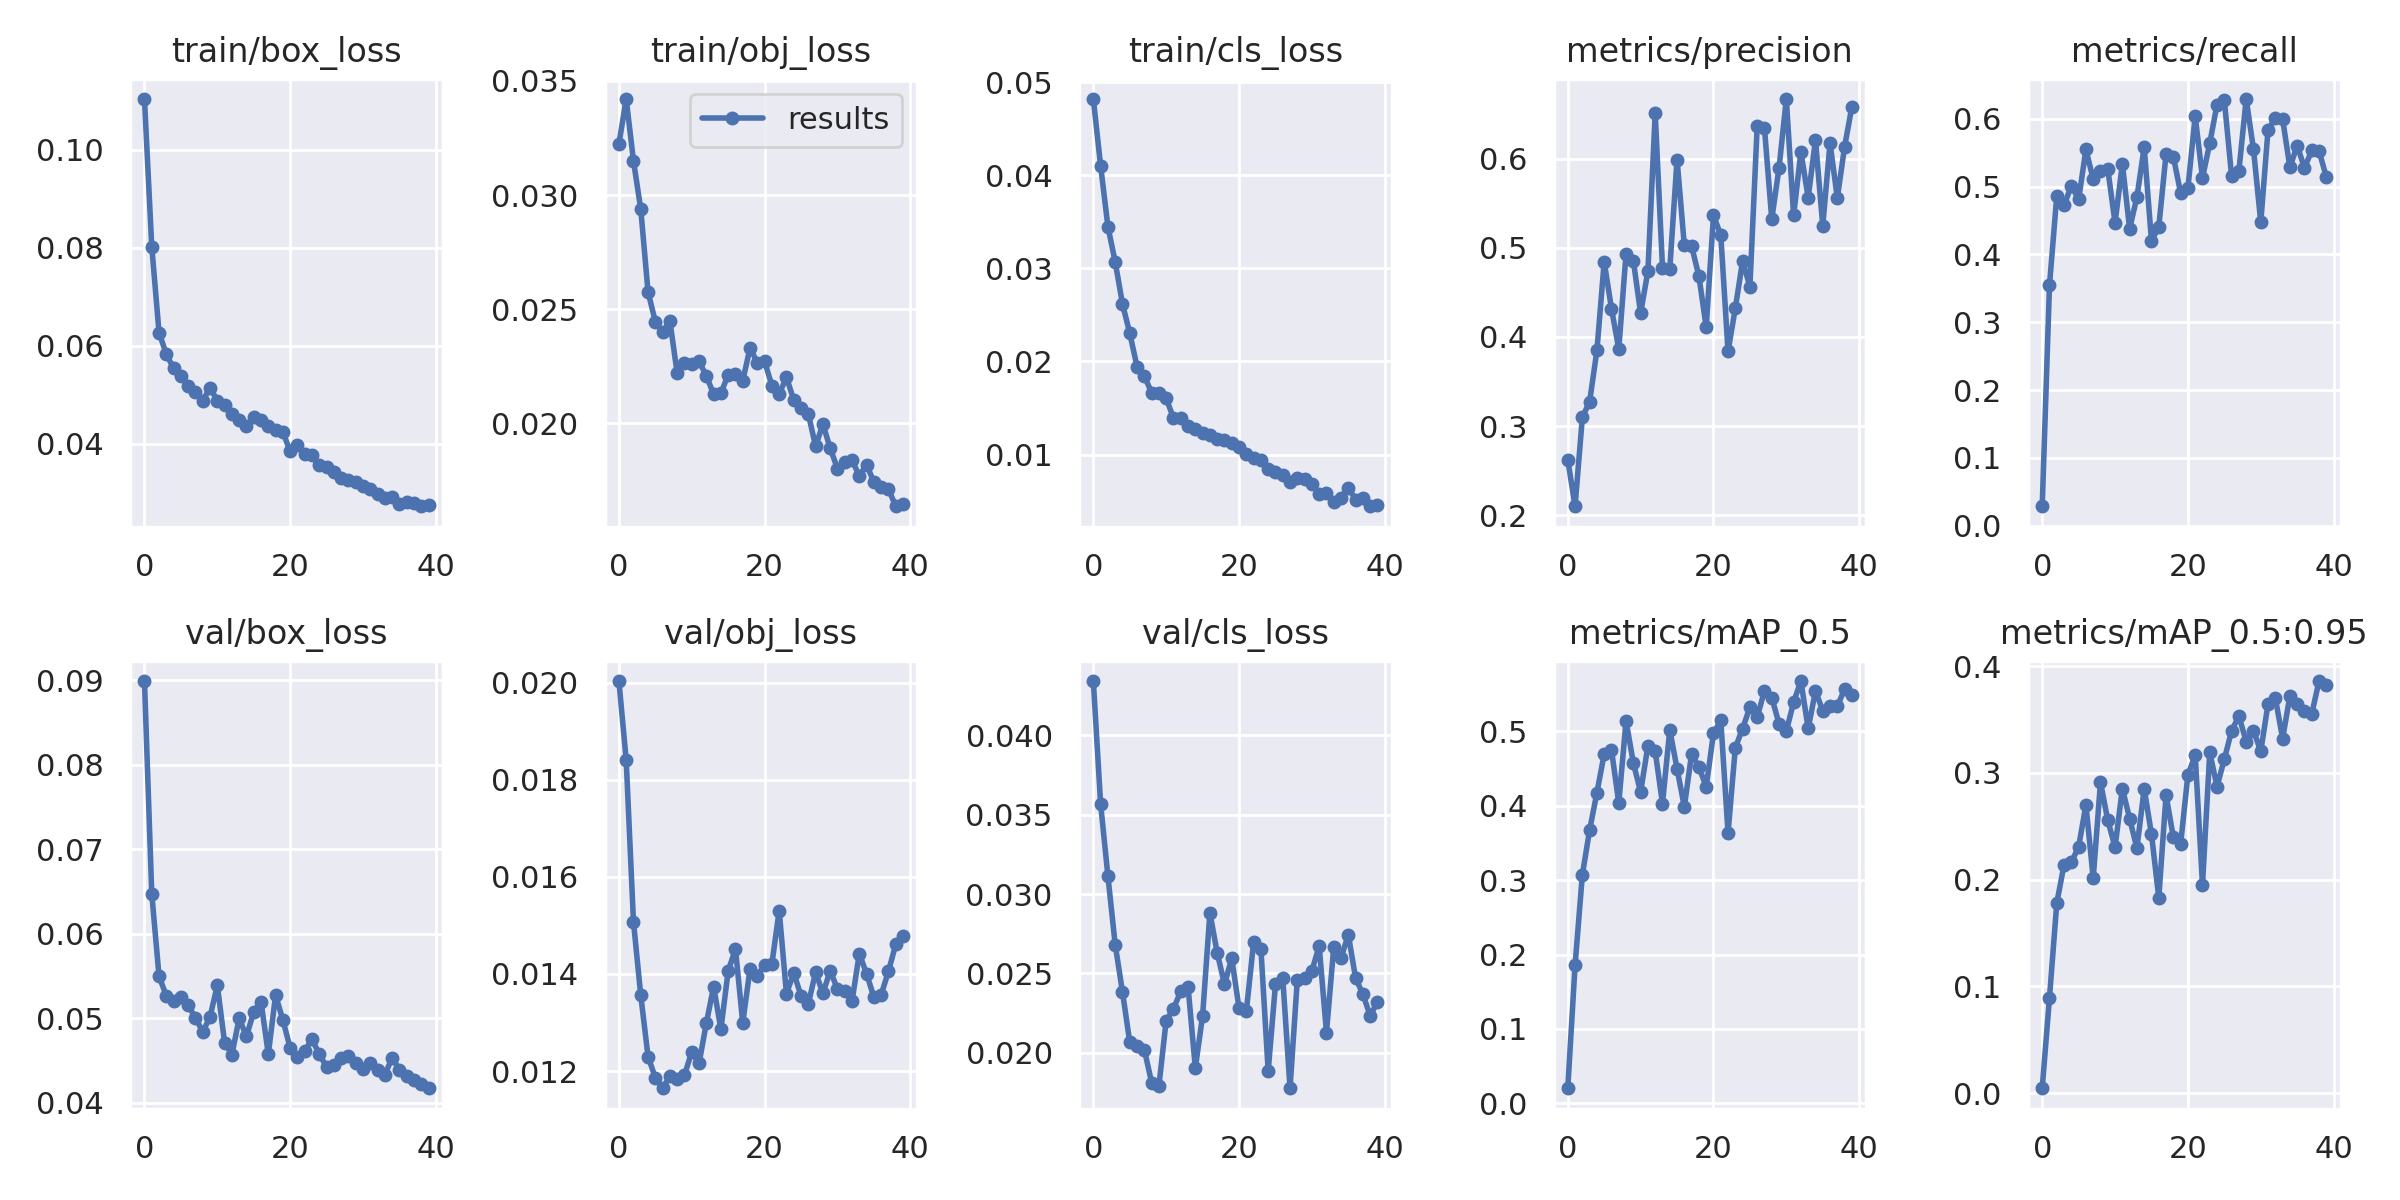 train/box_loss
0.10
0.08
0.06
0.04
0 20 40
train/obj_loss
results
0.035
0.030
0.025
0.020
0 20 40
train/cls_loss
0.05
0.04
0.03
0.02
0.01
0 20 40
metrics/precision
0.6
0.5
0.4
0.3
0.2
0 20 40
metrics/recall
0.6
0.5
0.4
0.3
0.2
0.1
0.0
0 20 40
val/box_loss
0.09
0.08
0.07
0.06
0.05
0.04
0 20 40
val/obj_loss
0.020
0.018
0.016
0.014
0.012
0 20 40
val/cls_loss
0.040
0.035
0.030
0.025
0.020
0 20 40
metrics/mAP_0.5
0.5
0.4
0.3
0.2
0.1
0.0
0 20 40
metrics/mAP_0.5:0.95
0.4
0.3
0.2
0.1
0.0
0 20 40